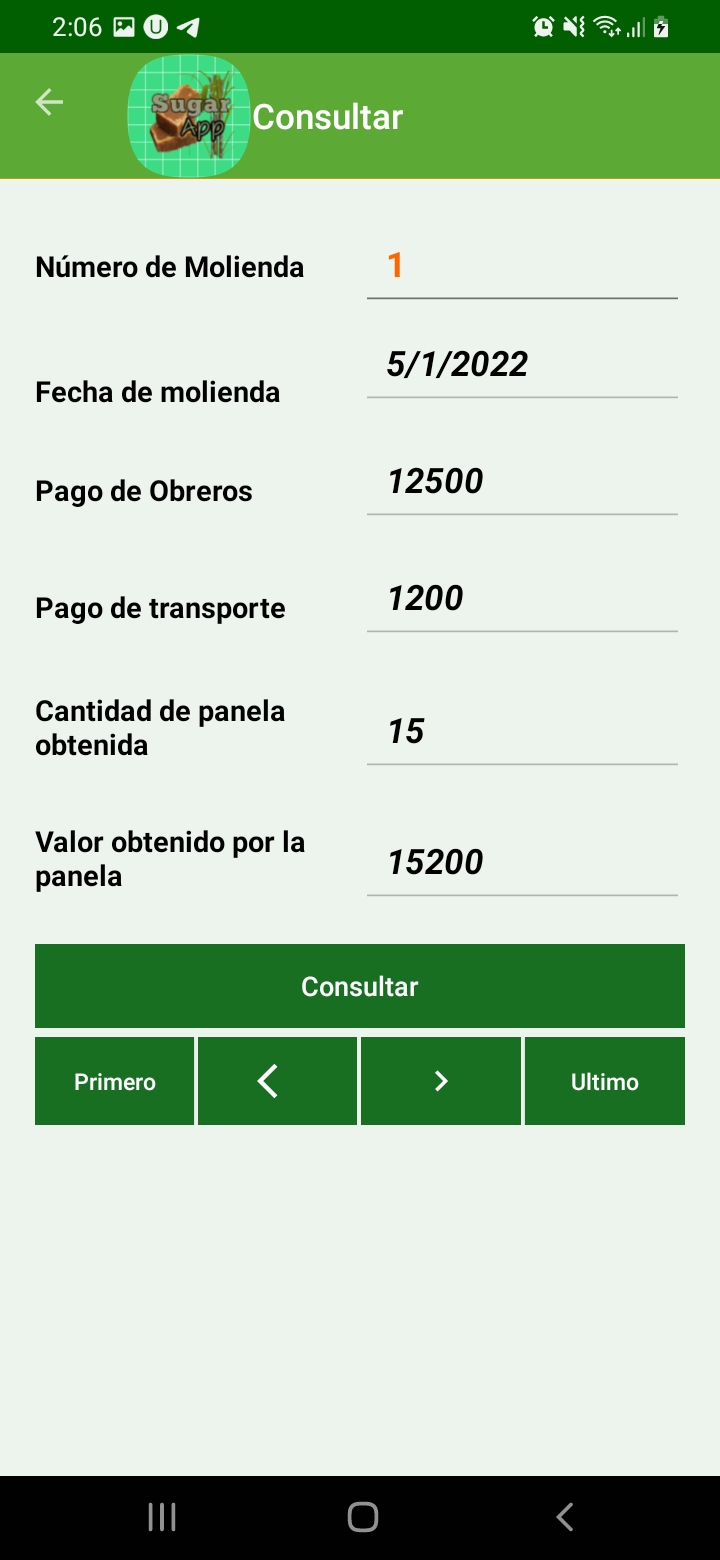 2:06
Sugar
App
Consultar
Número de Molienda
1
Fecha de molienda
5/1/2022
Pago de Obreros
12500
Pago de transporte
1200
Cantidad de panela
obtenida
15
Valor obtenido por la
panela
15200
Consultar
Primero
Ultimo